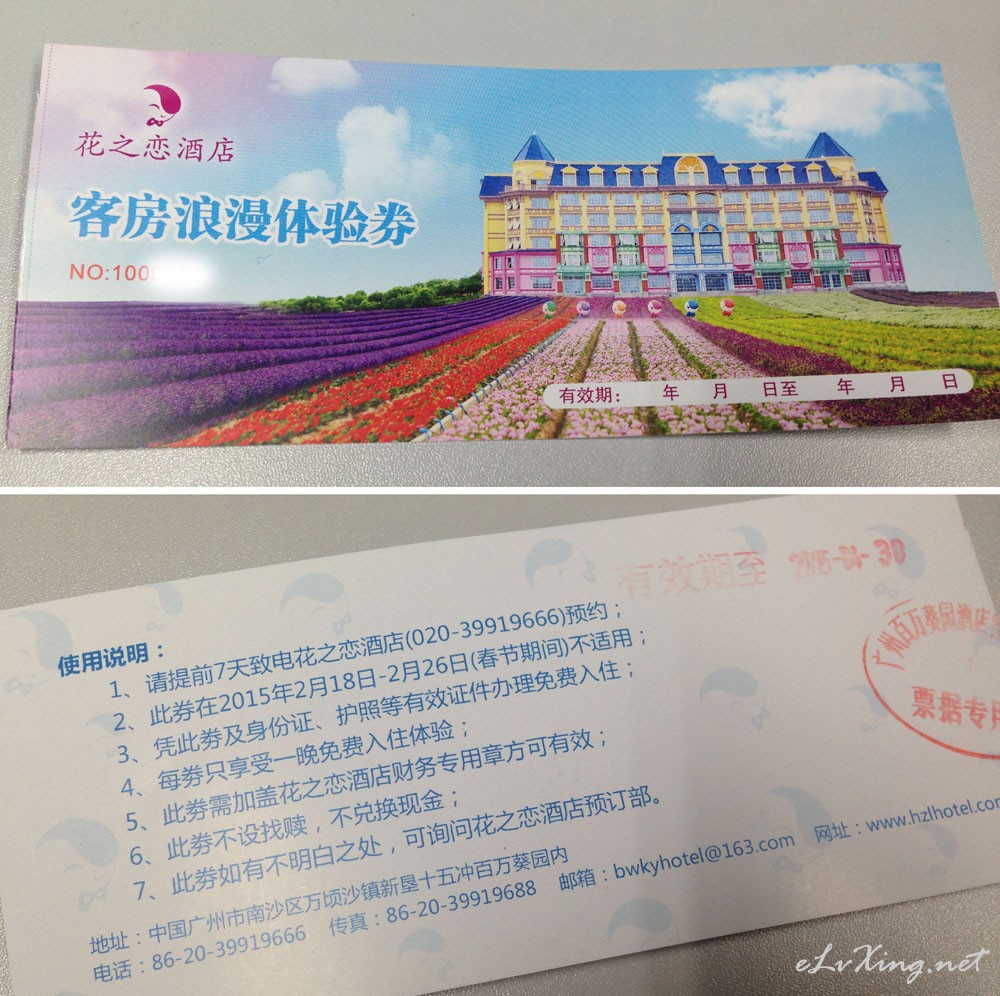 花之恋酒店
客房浪漫体验券
NO:100
有效期： 年 月 日至 年 月 日
有效期至 2015-04-30
使用说明：
1、请提前7天致电花之恋酒店(020-39919666)预约；
2、此券在2015年2月18日-2月26日(春节期间)不适用；
3、凭此券及身份证、护照等有效证件办理免费入住；
4、每券只享受一晚免费入住体验；
5、此券需加盖花之恋酒店财务专用章方可有效；
6、此券不设找赎，不兑换现金；
7、此券如有不明白之处，可询问花之恋酒店预订部。
地址：中国广州市南沙区万顷沙镇新垦十五冲百万葵园内
电话：86-20-39919666 传真：86-20-39919688 邮箱：bwkyhotel@163.com 网址：www.hzlhotel.com
广州百万葵园酒店
票据专用
eLvXing.net